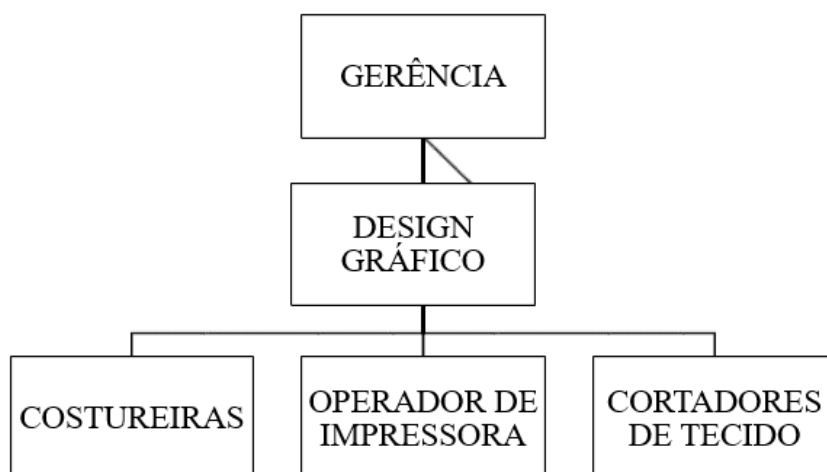 GERÊNCIA
DESIGN
GRÁFICO
COSTUREIRAS
OPERADOR DE
IMPRESSORA
CORTADORES
DE TECIDO